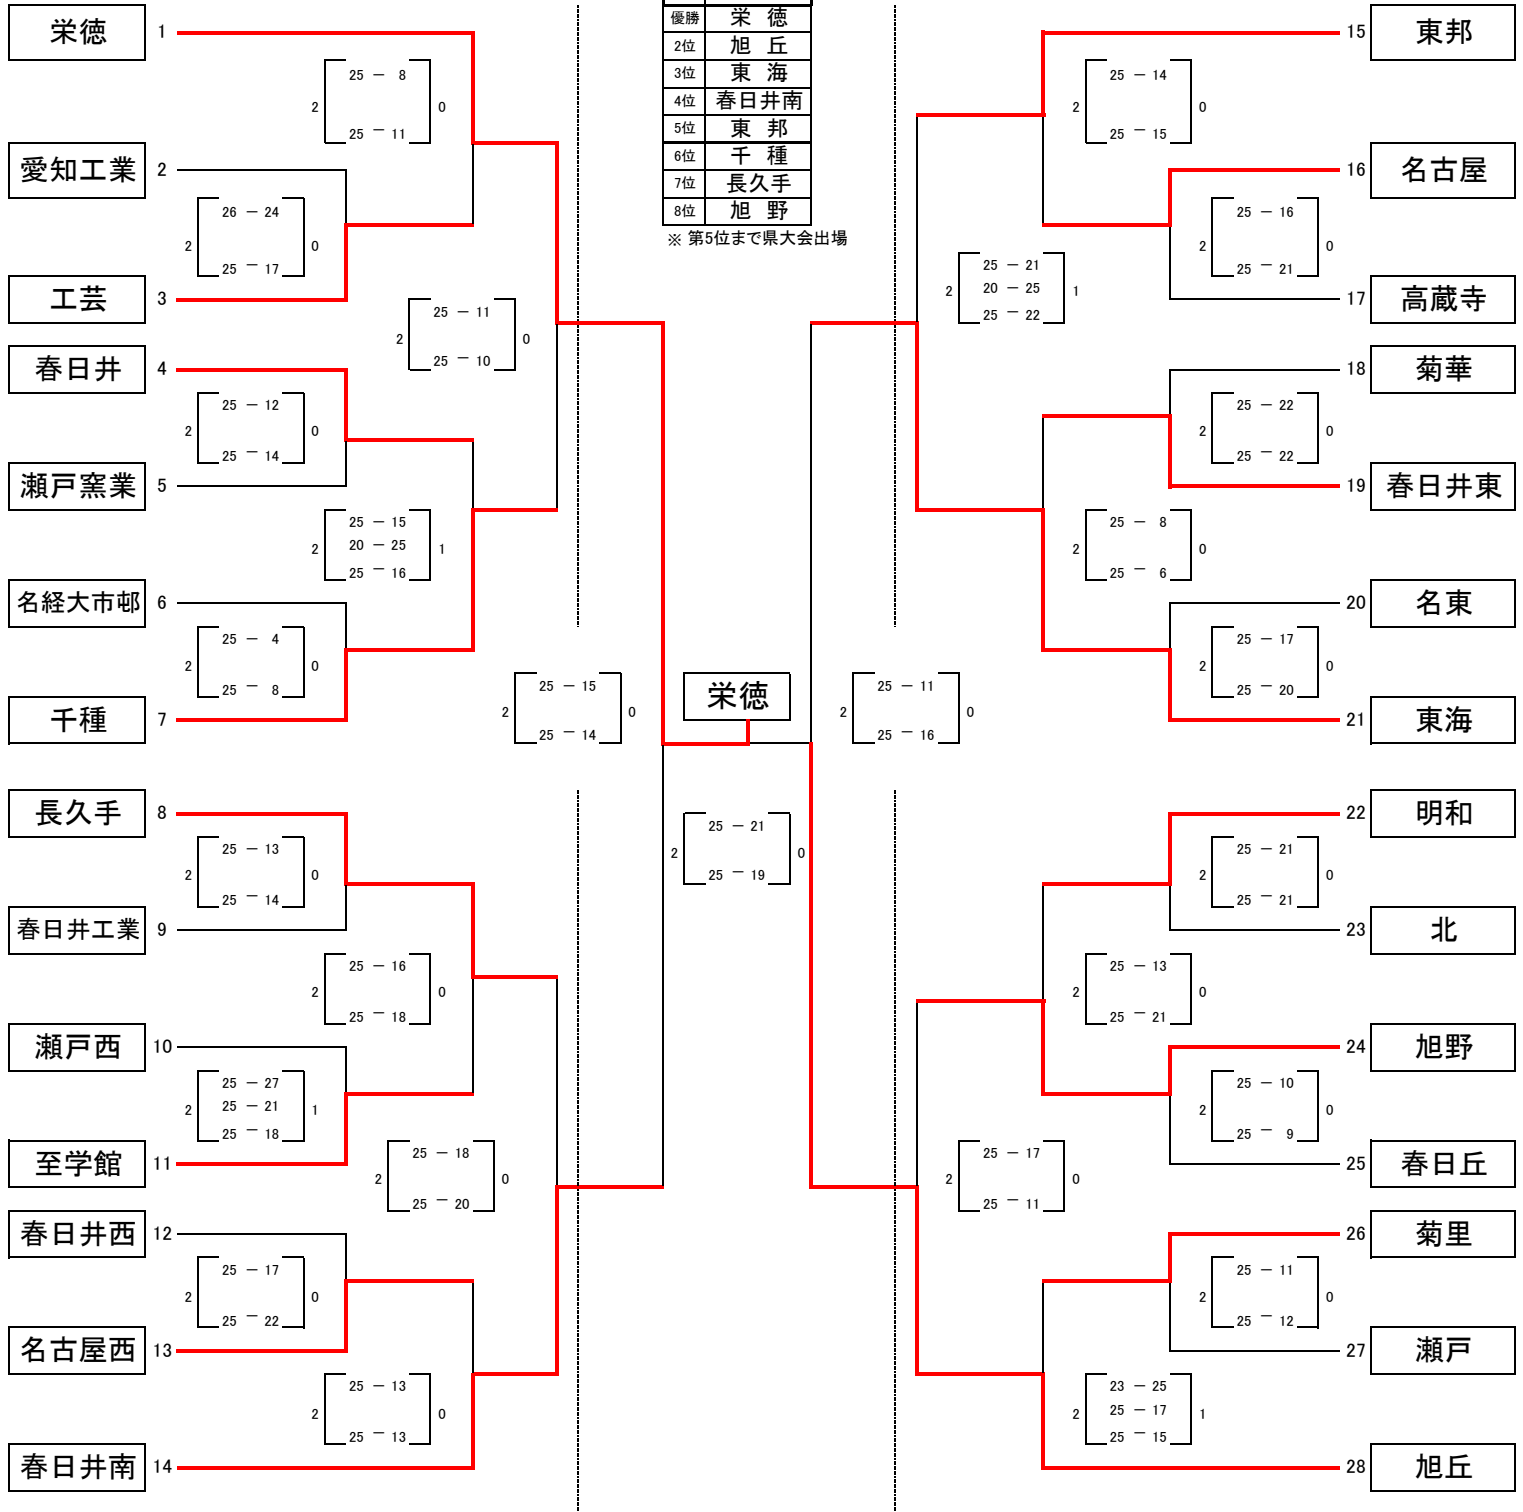 優勝 栄 徳
2位 旭 丘
3位 東 海
4位 春日井南
5位 東 邦
6位 千 種
7位 長久手
8位 旭 野
※ 第5位まで県大会出場
栄徳 1
2 25 － 8 0
25 － 11
愛知工業 2
26 － 24
2 0
25 － 17
工芸 3
25 － 11
2 0
25 － 10
春日井 4
25 － 12
2 0
25 － 14
瀬戸窯業 5
25 － 15
2 20 － 25 1
25 － 16
名経大市邨 6
25 － 4
2 0
25 － 8
千種 7
25 － 15
2 0
25 － 14
栄徳
長久手 8
25 － 13
2 0
25 － 14
25 － 21
2 0
25 － 19
春日井工業 9
25 － 16
2 0
25 － 18
瀬戸西 10
25 － 27
2 25 － 21 1
25 － 18
至学館 11
25 － 18
2 0
25 － 20
春日井西 12
25 － 17
2 0
25 － 22
名古屋西 13
25 － 13
2 0
25 － 13
春日井南 14
15 東邦
25 － 14
2 0
25 － 15
16 名古屋
25 － 16
2 0
25 － 21
17 高蔵寺
25 － 21
2 20 － 25 1
25 － 22
18 菊華
25 － 22
2 0
25 － 22
19 春日井東
25 － 8
2 0
25 － 6
20 名東
25 － 17
2 0
25 － 20
21 東海
25 － 11
2 0
25 － 16
22 明和
25 － 21
2 0
25 － 21
23 北
25 － 13
2 0
25 － 21
24 旭野
25 － 10
2 0
25 － 9
25 春日丘
25 － 17
2 0
25 － 11
26 菊里
25 － 11
2 0
25 － 12
27 瀬戸
23 － 25
2 25 － 17 1
25 － 15
28 旭丘